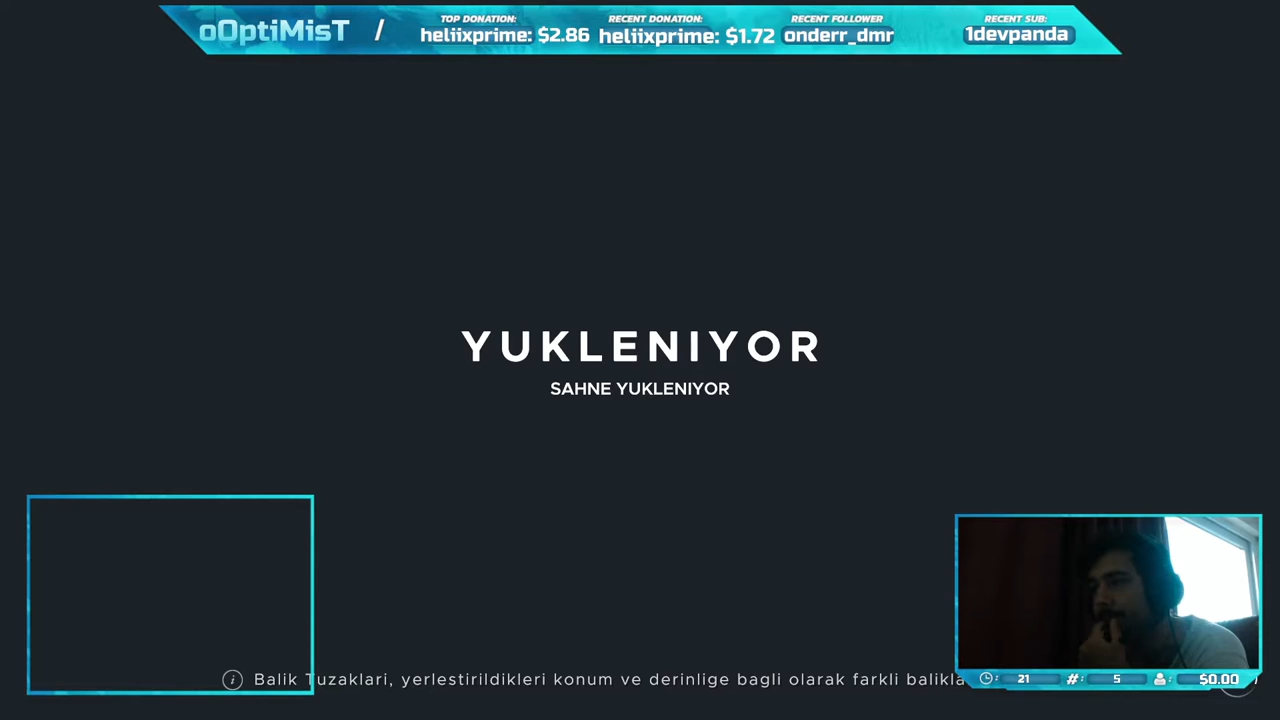 oOptiMisT /
TOP DONATION:
heliixprime: $2.86
RECENT DONATION:
heliixprime: $1.72
RECENT FOLLOWER
onderr_dmr
RECENT SUB:
1devpanda
YUKLENIYOR
SAHNE YUKLENIYOR
Balik Tuzaklari, yerlestirildikleri konum ve derinlige bagli olarak farkli
: 21 #: 5 : $0.00